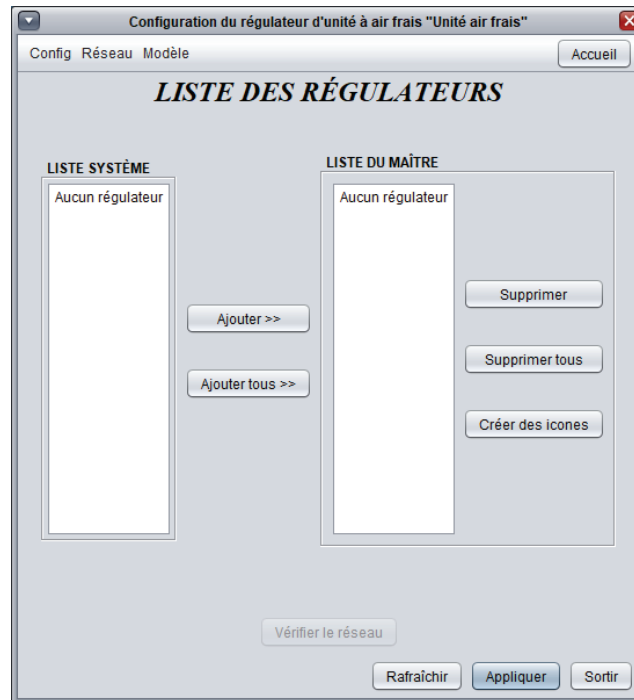 Configuration du régulateur d'unité à air frais "Unité air frais"
Config Réseau Modèle
Accueil
LISTE DES RÉGULATEURS
LISTE SYSTÈME
Aucun régulateur
Ajouter >>
Ajouter tous >>
LISTE DU MAÎTRE
Aucun régulateur
Supprimer
Supprimer tous
Créer des icones
Vérifier le réseau
Rafraîchir Appliquer Sortir